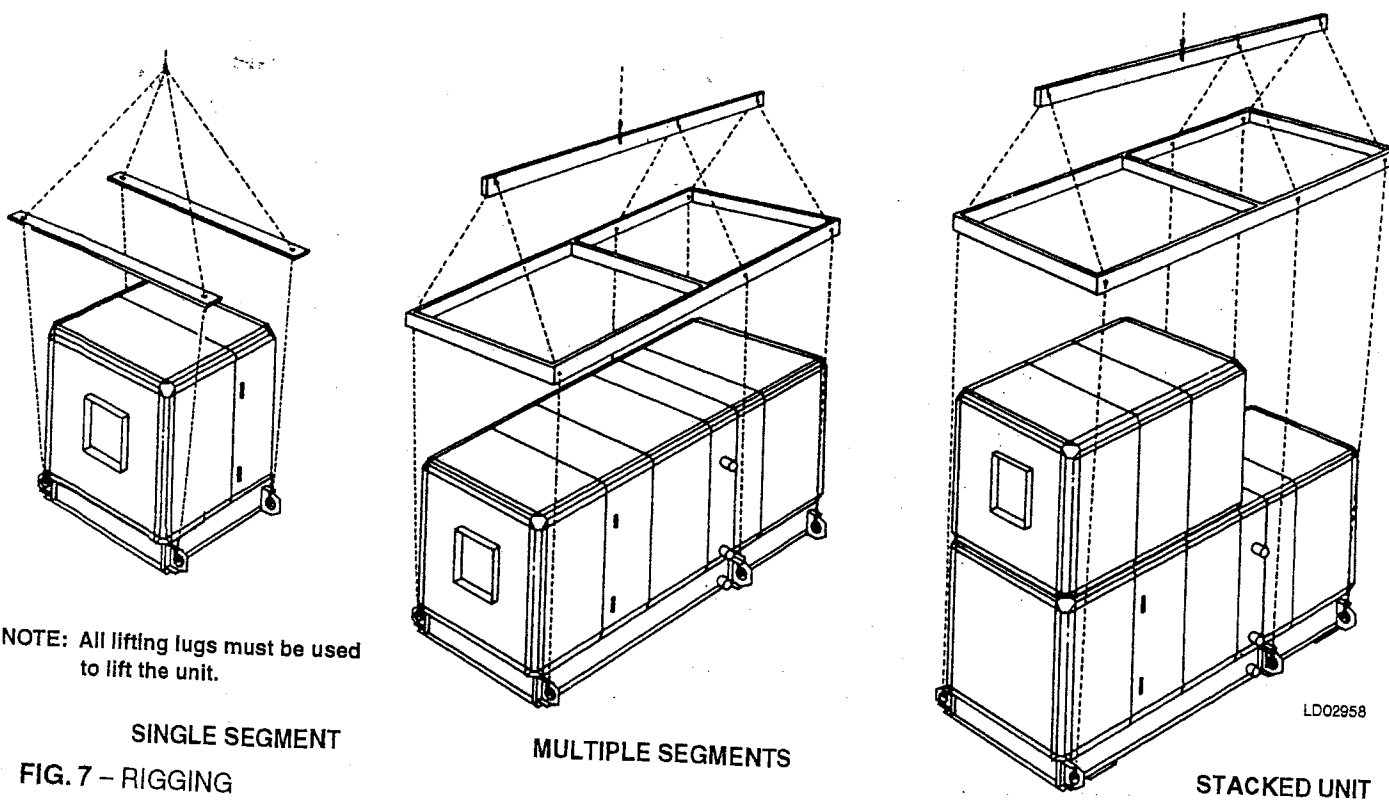 NOTE: All lifting lugs must be used
to lift the unit.
SINGLE SEGMENT
MULTIPLE SEGMENTS
LD02958
STACKED UNIT
FIG. 7 – RIGGING